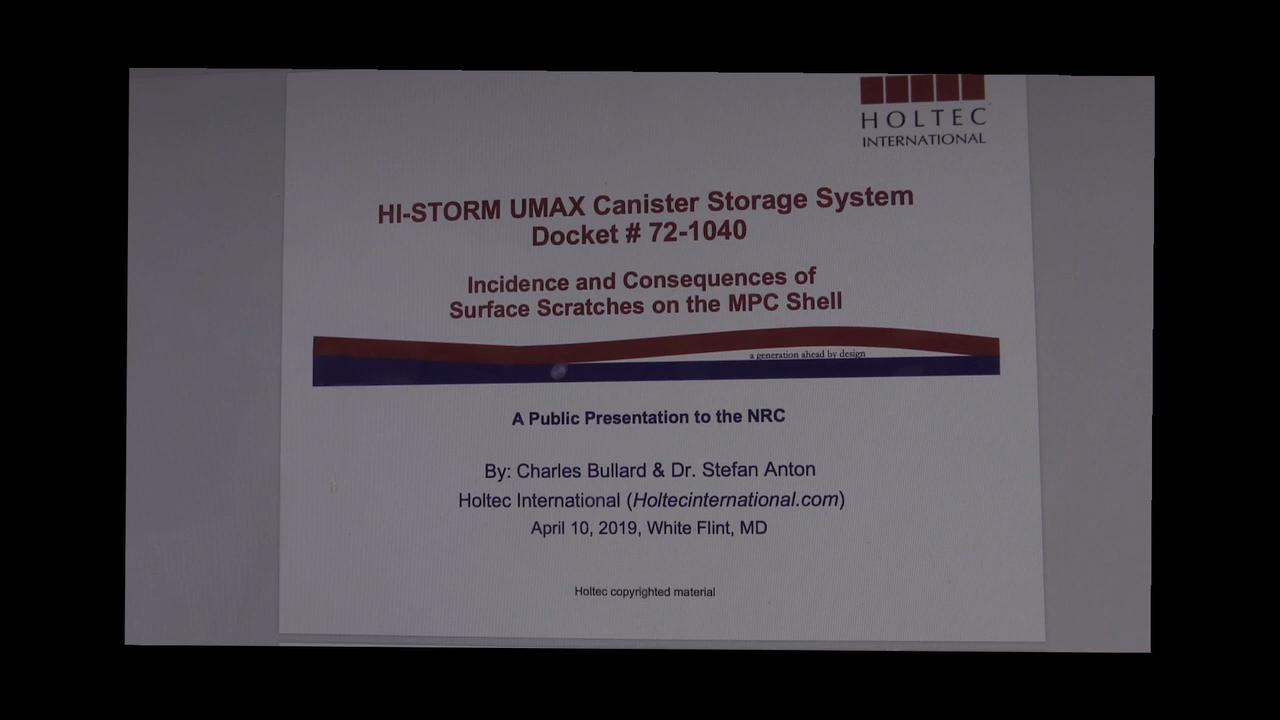 HOLTEC
INTERNATIONAL
HI-STORM UMAX Canister Storage System
Docket # 72-1040
Incidence and Consequences of
Surface Scratches on the MPC Shell
a generation ahead by design
A Public Presentation to the NRC
By: Charles Bullard & Dr. Stefan Anton
Holtec International (Holtecinternational.com)
April 10, 2019, White Flint, MD
Holtec copyrighted material